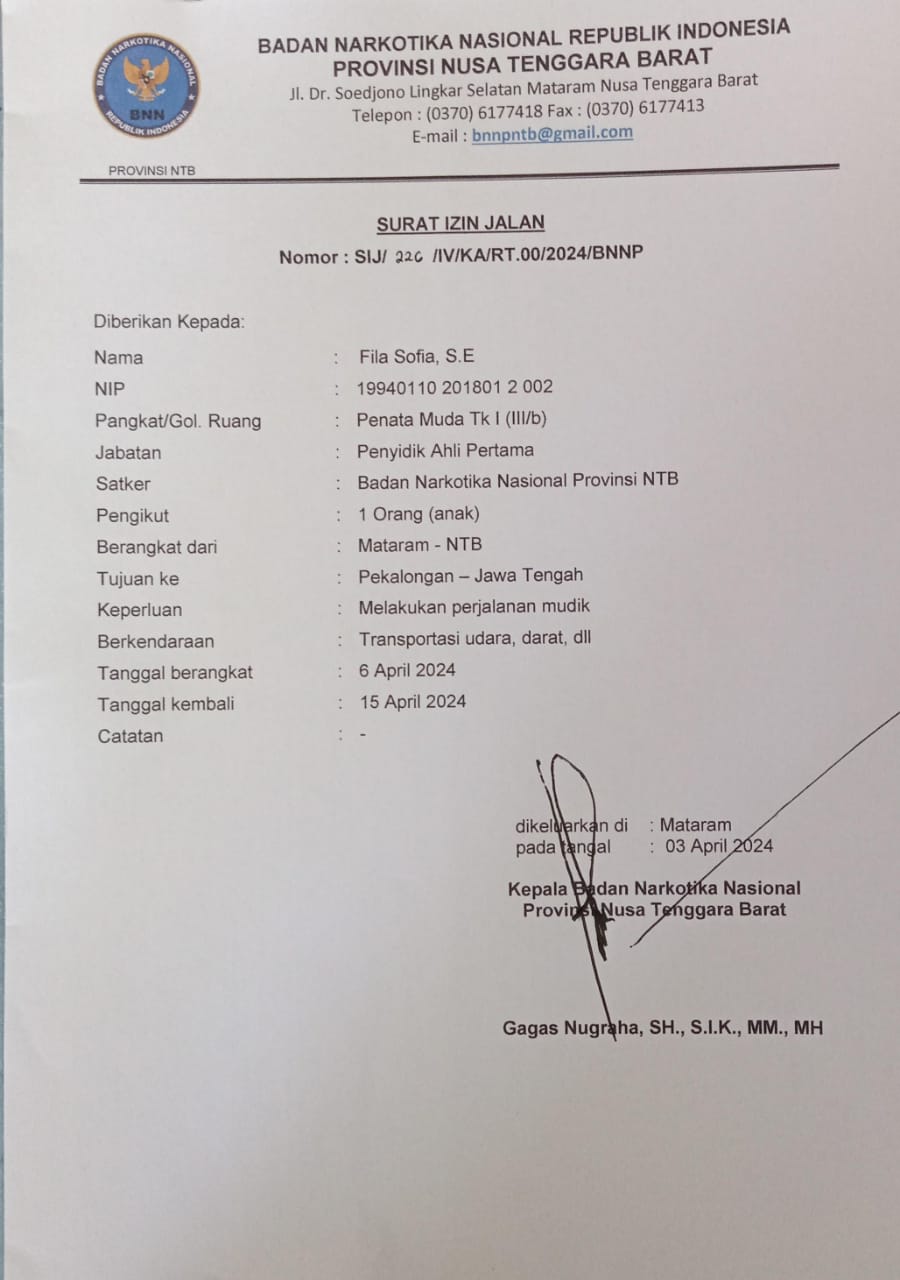 BADAN NARKOTIKA NASIONAL
BNN
REPUBLIK INDONESIA
PROVINSI NTB
BADAN NARKOTIKA NASIONAL REPUBLIK INDONESIA
PROVINSI NUSA TENGGARA BARAT
Jl. Dr. Soedjono Lingkar Selatan Mataram Nusa Tenggara Barat
Telepon : (0370) 6177418 Fax : (0370) 6177413
E-mail : bnnpntb@gmail.com
SURAT IZIN JALAN
Nomor : SIJ/ /IV/KA/RT.00/2024/BNNP
Diberikan Kepada:
Nama : Fila Sofia, S.E
NIP : 19940110 201801 2 002
Pangkat/Gol. Ruang : Penata Muda Tk I (III/b)
Jabatan : Penyidik Ahli Pertama
Satker : Badan Narkotika Nasional Provinsi NTB
Pengikut : 1 Orang (anak)
Berangkat dari : Mataram - NTB
Tujuan ke : Pekalongan – Jawa Tengah
Keperluan : Melakukan perjalanan mudik
Berkendaraan : Transportasi udara, darat, dll
Tanggal berangkat : 6 April 2024
Tanggal kembali : 15 April 2024
Catatan : -
dikeluarkan di : Mataram
pada tangal : 03 April 2024
Kepala Badan Narkotika Nasional
Provinsi Nusa Tenggara Barat
Gagas Nugraha, SH., S.I.K., MM., MH